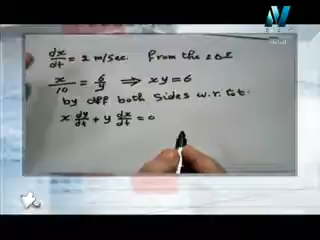 dx/dt = 2 m/sec. From the 2 Δs
x/10 = 6/y ⟹ xy = 6
by diff both sides w.r.to t.
x dy/dt + y dx/dt = 0